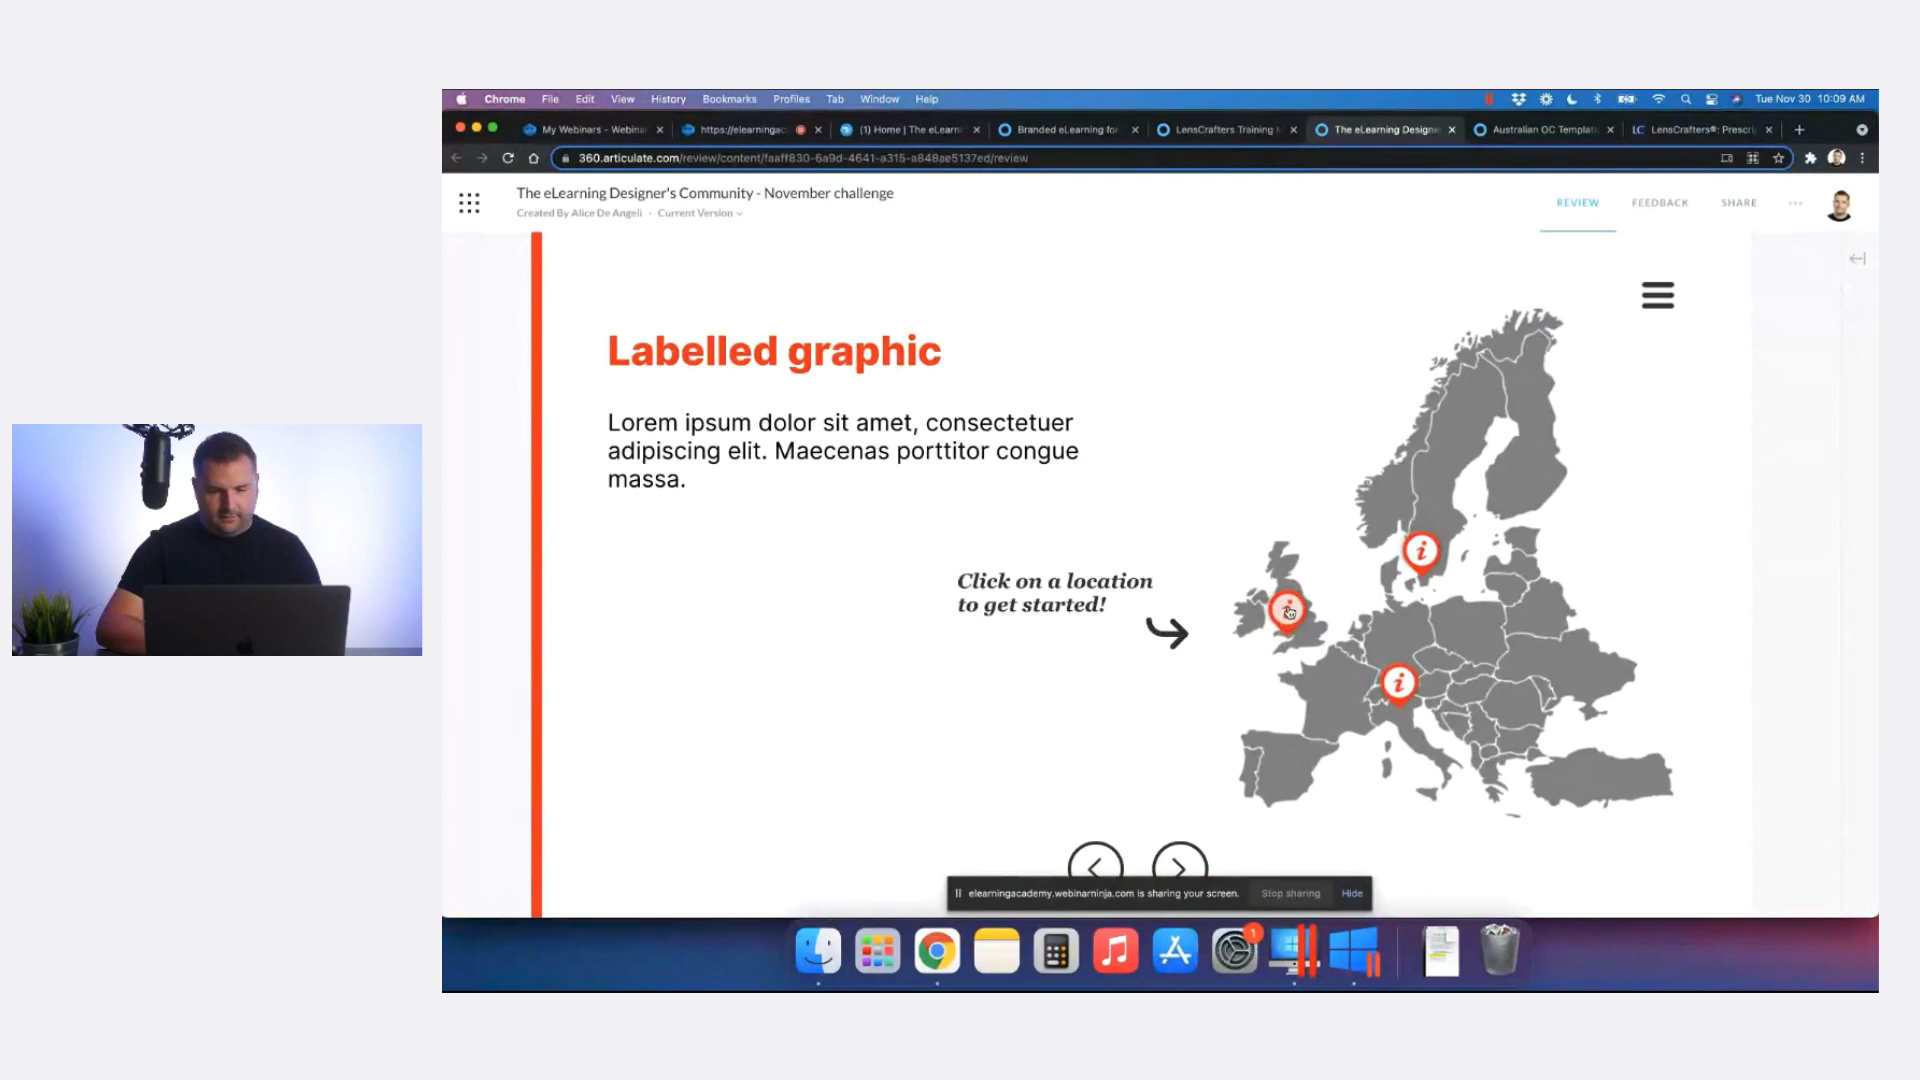 Chrome File Edit View History Bookmarks Profiles Tab Window Help Tue Nov 30 10:09 AM
My Webinars - Webina https://elearningac (1) Home | The eLearni Branded eLearning for LensCrafters Training The eLearning Designe Australian OC Templat LC LensCrafters®: Prescri
360.articulate.com/review/content/faaff830-6a9d-4641-a315-a848ae5137ed/review
The eLearning Designer's Community - November challenge
Created By Alice De Angeli · Current Version
REVIEW FEEDBACK SHARE
Labelled graphic
Lorem ipsum dolor sit amet, consectetuer
adipiscing elit. Maecenas porttitor congue
massa.
Click on a location
to get started!
i
i
elearningacademy.webinarninja.com is sharing your screen. Stop sharing Hide
1